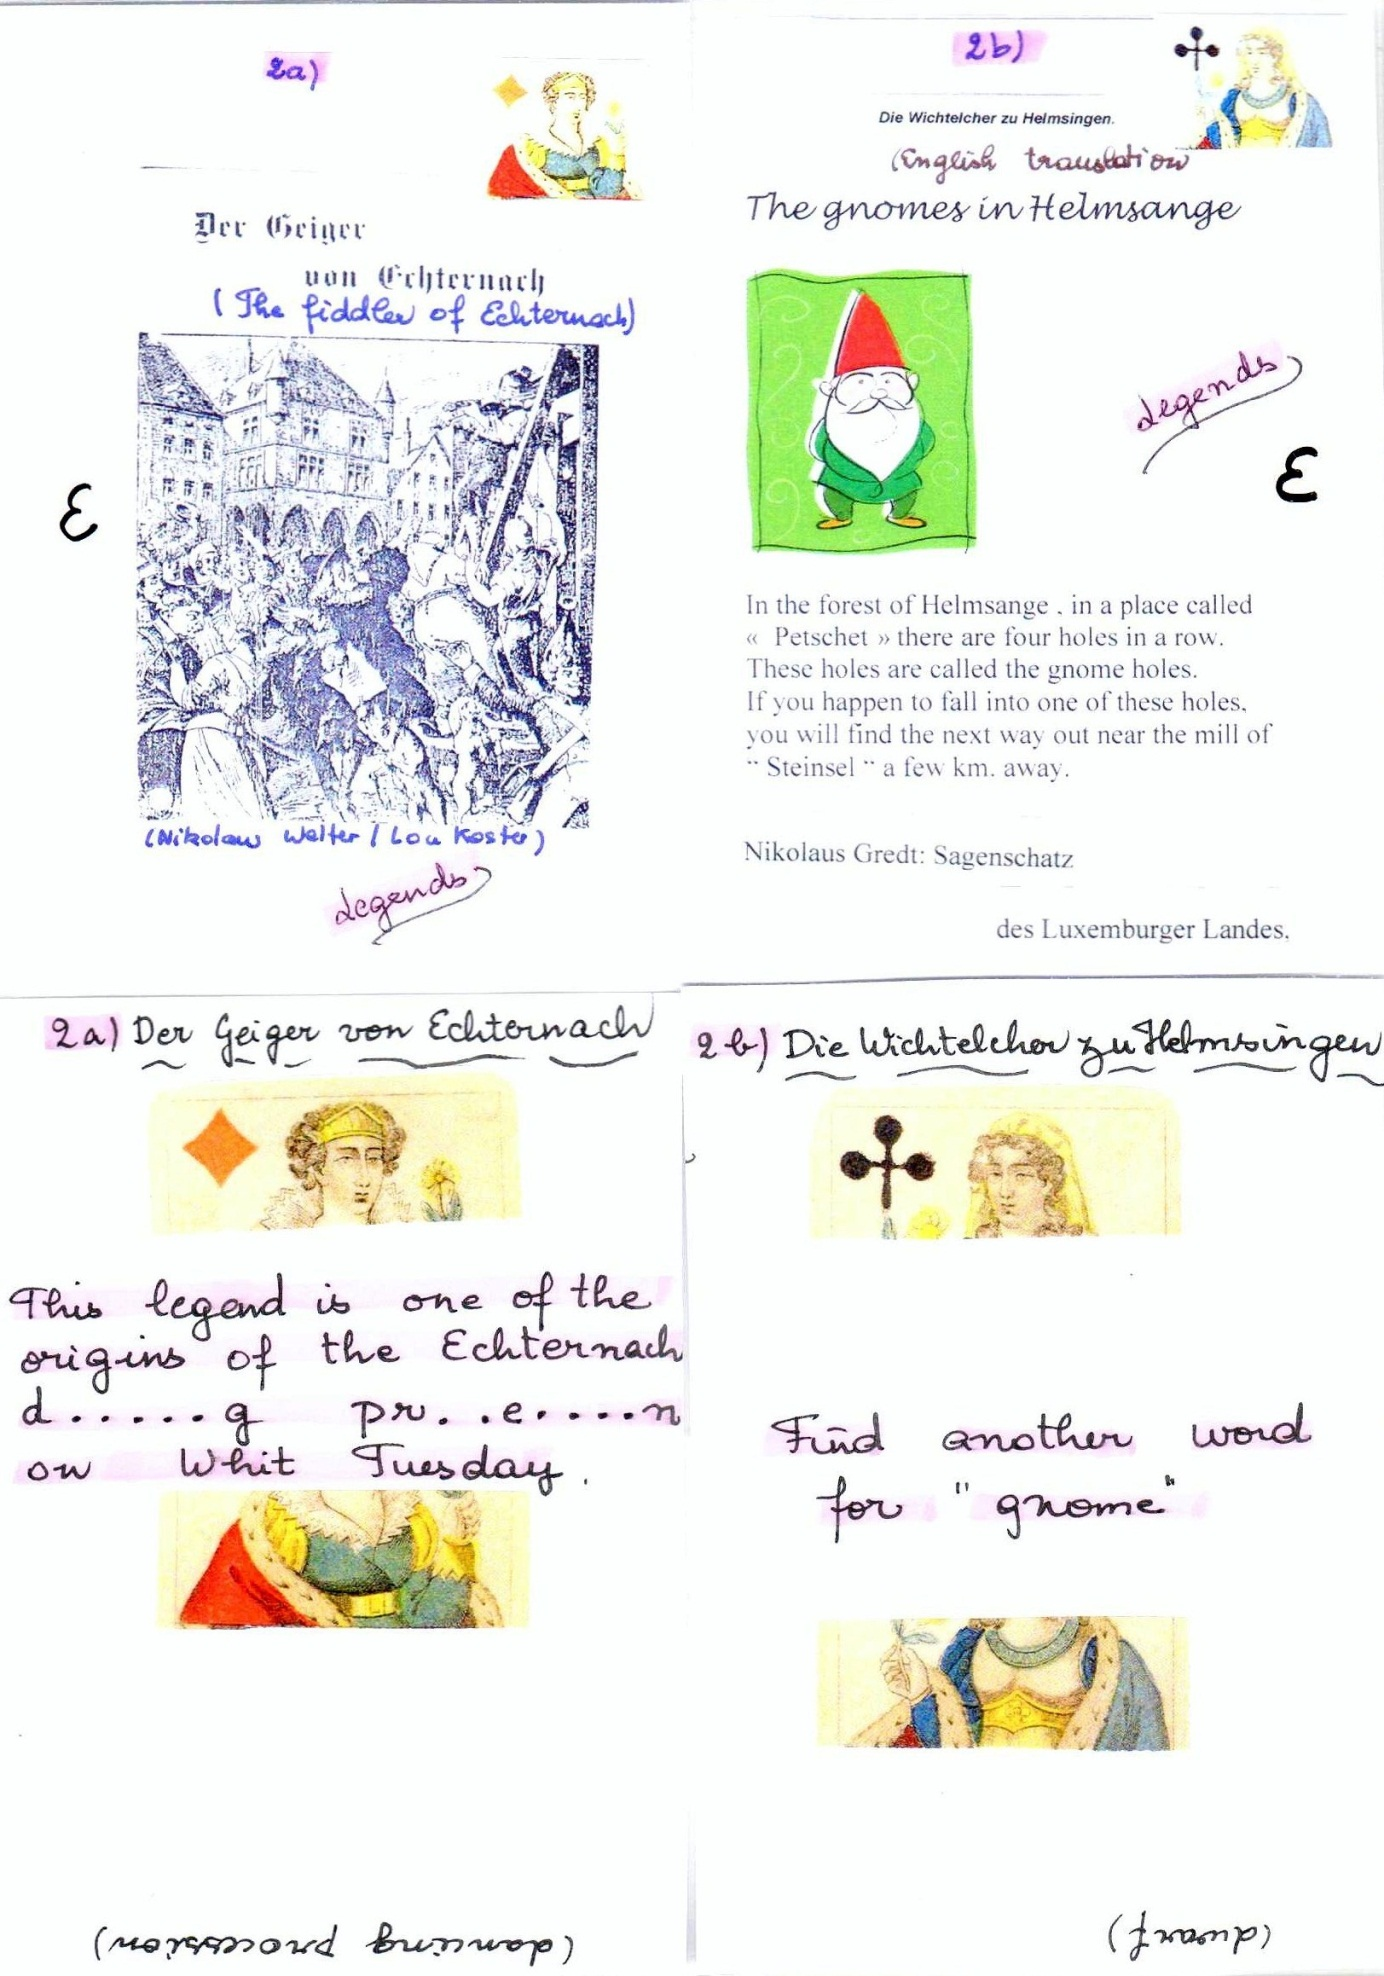 2a)
Der Geiger
von Echternach
(The fiddler of Echternach)
ε
(Nikolaus Welter / Lou Koster)
Legends
2b)
Die Wichtelcher zu Helmsingen.
(English translation
The gnomes in Helmsange
Legends
ε
In the forest of Helmsange , in a place called
« Petschet » there are four holes in a row.
These holes are called the gnome holes.
If you happen to fall into one of these holes,
you will find the next way out near the mill of
" Steinsel " a few km. away.
Nikolaus Gredt: Sagenschatz
des Luxemburger Landes.
2a) Der Geiger von Echternach
This legend is one of the
origins of the Echternach
d......g pr..e.....n
on Whit Tuesday.
(dancing procession)
2b) Die Wichtelcher zu Helmsingen
Find another word
for "gnome"
(dwarf)